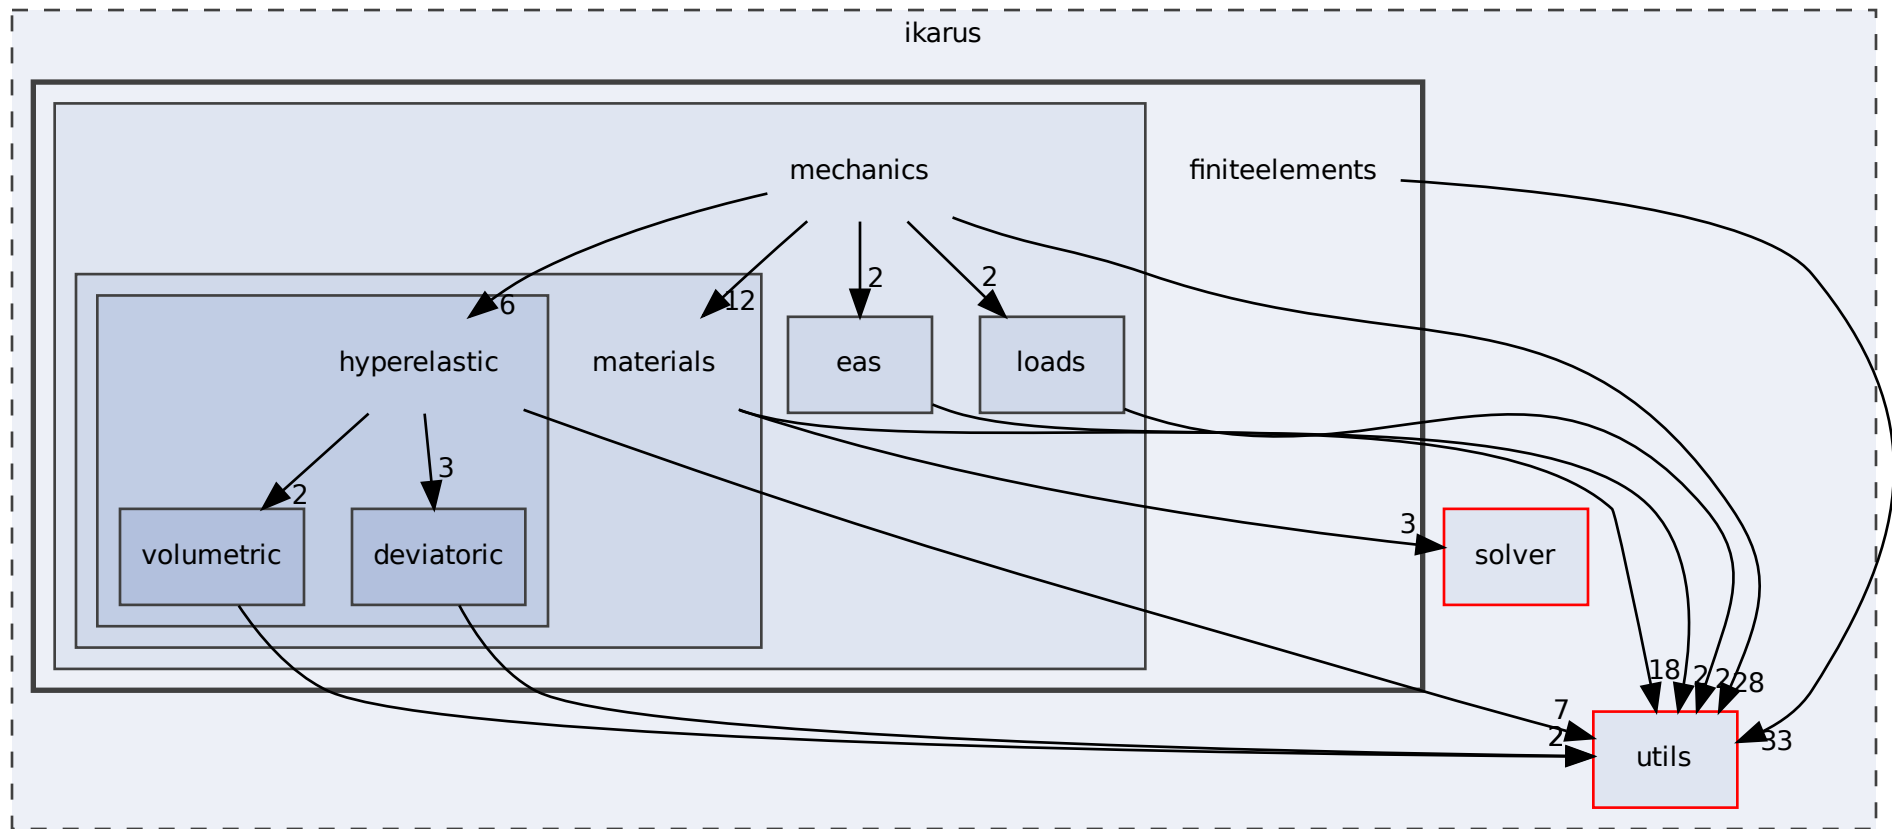 ikarus
mechanics
finiteelements
2
2
6
12
hyperelastic
materials
eas
loads
3
2
3
volumetric
deviatoric
solver
18
2
2
28
7
2
33
utils